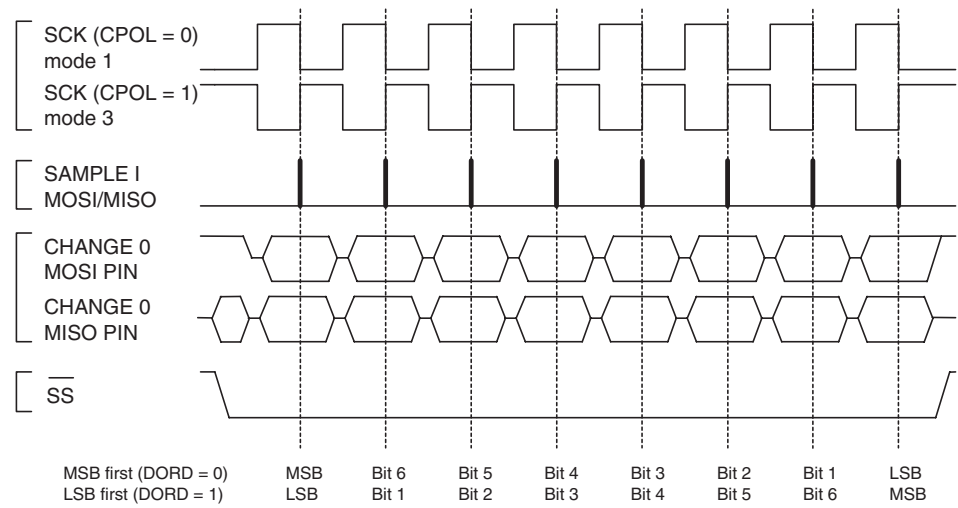 SCK (CPOL = 0)
mode 1
SCK (CPOL = 1)
mode 3
SAMPLE I
MOSI/MISO
CHANGE 0
MOSI PIN
CHANGE 0
MISO PIN
SS
MSB first (DORD = 0) MSB Bit 6 Bit 5 Bit 4 Bit 3 Bit 2 Bit 1 LSB
LSB first (DORD = 1) LSB Bit 1 Bit 2 Bit 3 Bit 4 Bit 5 Bit 6 MSB